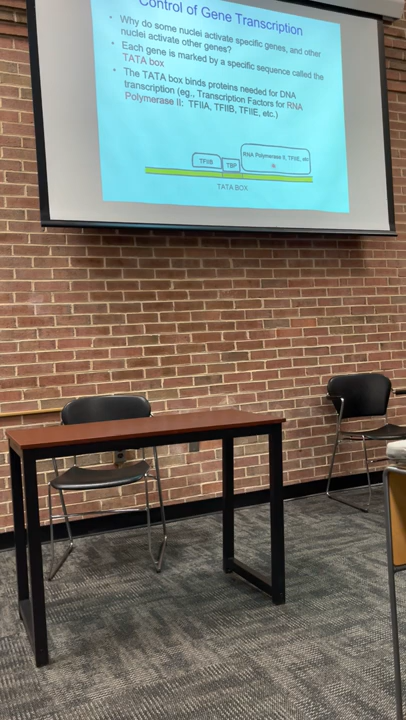 Control of Gene Transcription
• Why do some nuclei activate specific genes, and other
nuclei activate other genes?
• Each gene is marked by a specific sequence called the
TATA box
• The TATA box binds proteins needed for DNA
transcription (eg., Transcription Factors for RNA
Polymerase II: TFIIA, TFIIB, TFIIE, etc.)
TFIIB
TBP
RNA Polymerase II, TFIIE, etc
TATA BOX